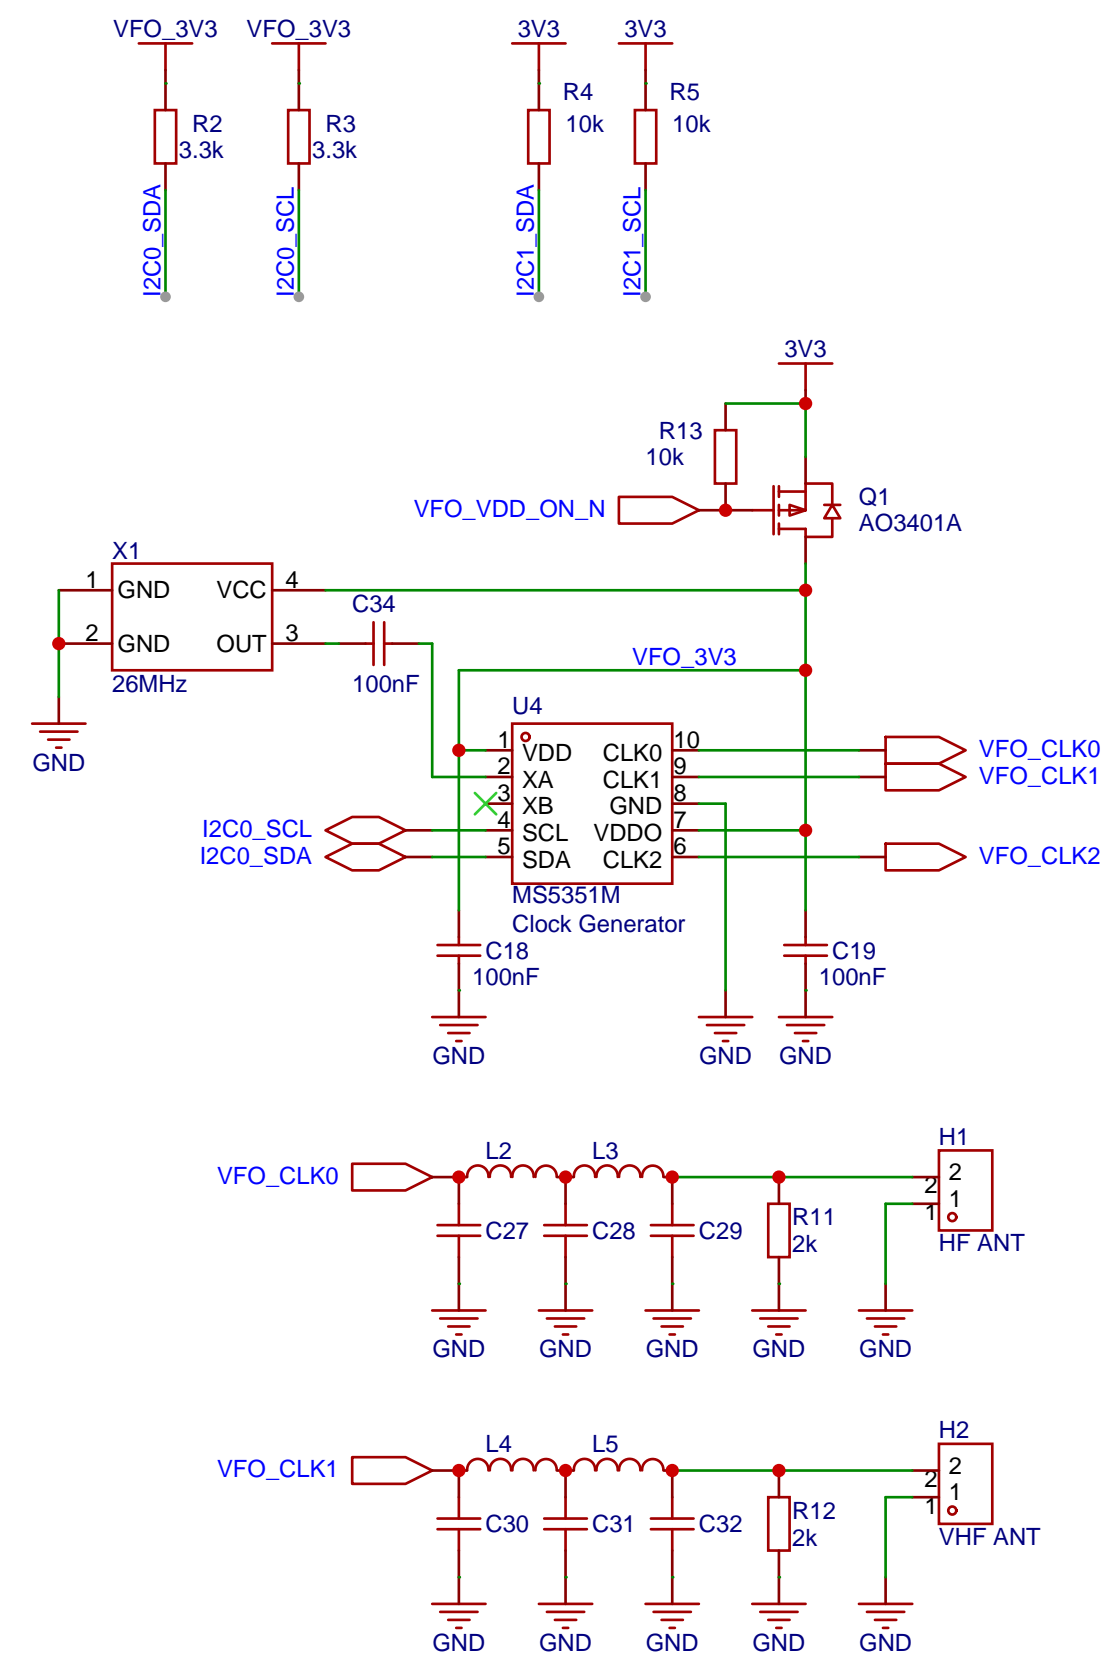 VFO_3V3
VFO_3V3
3V3
3V3
R2
3.3k
R3
3.3k
R4
10k
R5
10k
I2C0_SDA
I2C0_SCL
I2C1_SDA
I2C1_SCL
3V3
R13
10k
VFO_VDD_ON_N
Q1
AO3401A
X1
1 GND VCC 4
2 GND OUT 3
26MHz
C34
100nF
GND
VFO_3V3
U4
1 VDD CLK0 10
2 XA CLK1 9
3 XB GND 8
4 SCL VDDO 7
5 SDA CLK2 6
MS5351M
Clock Generator
VFO_CLK0
VFO_CLK1
I2C0_SCL
I2C0_SDA
VFO_CLK2
C18
100nF
C19
100nF
GND
GND
GND
VFO_CLK0
L2
L3
H1
2
2
1
1
HF ANT
C27
C28
C29
R11
2k
GND
GND
GND
GND
GND
VFO_CLK1
L4
L5
H2
2
2
1
1
VHF ANT
C30
C31
C32
R12
2k
GND
GND
GND
GND
GND